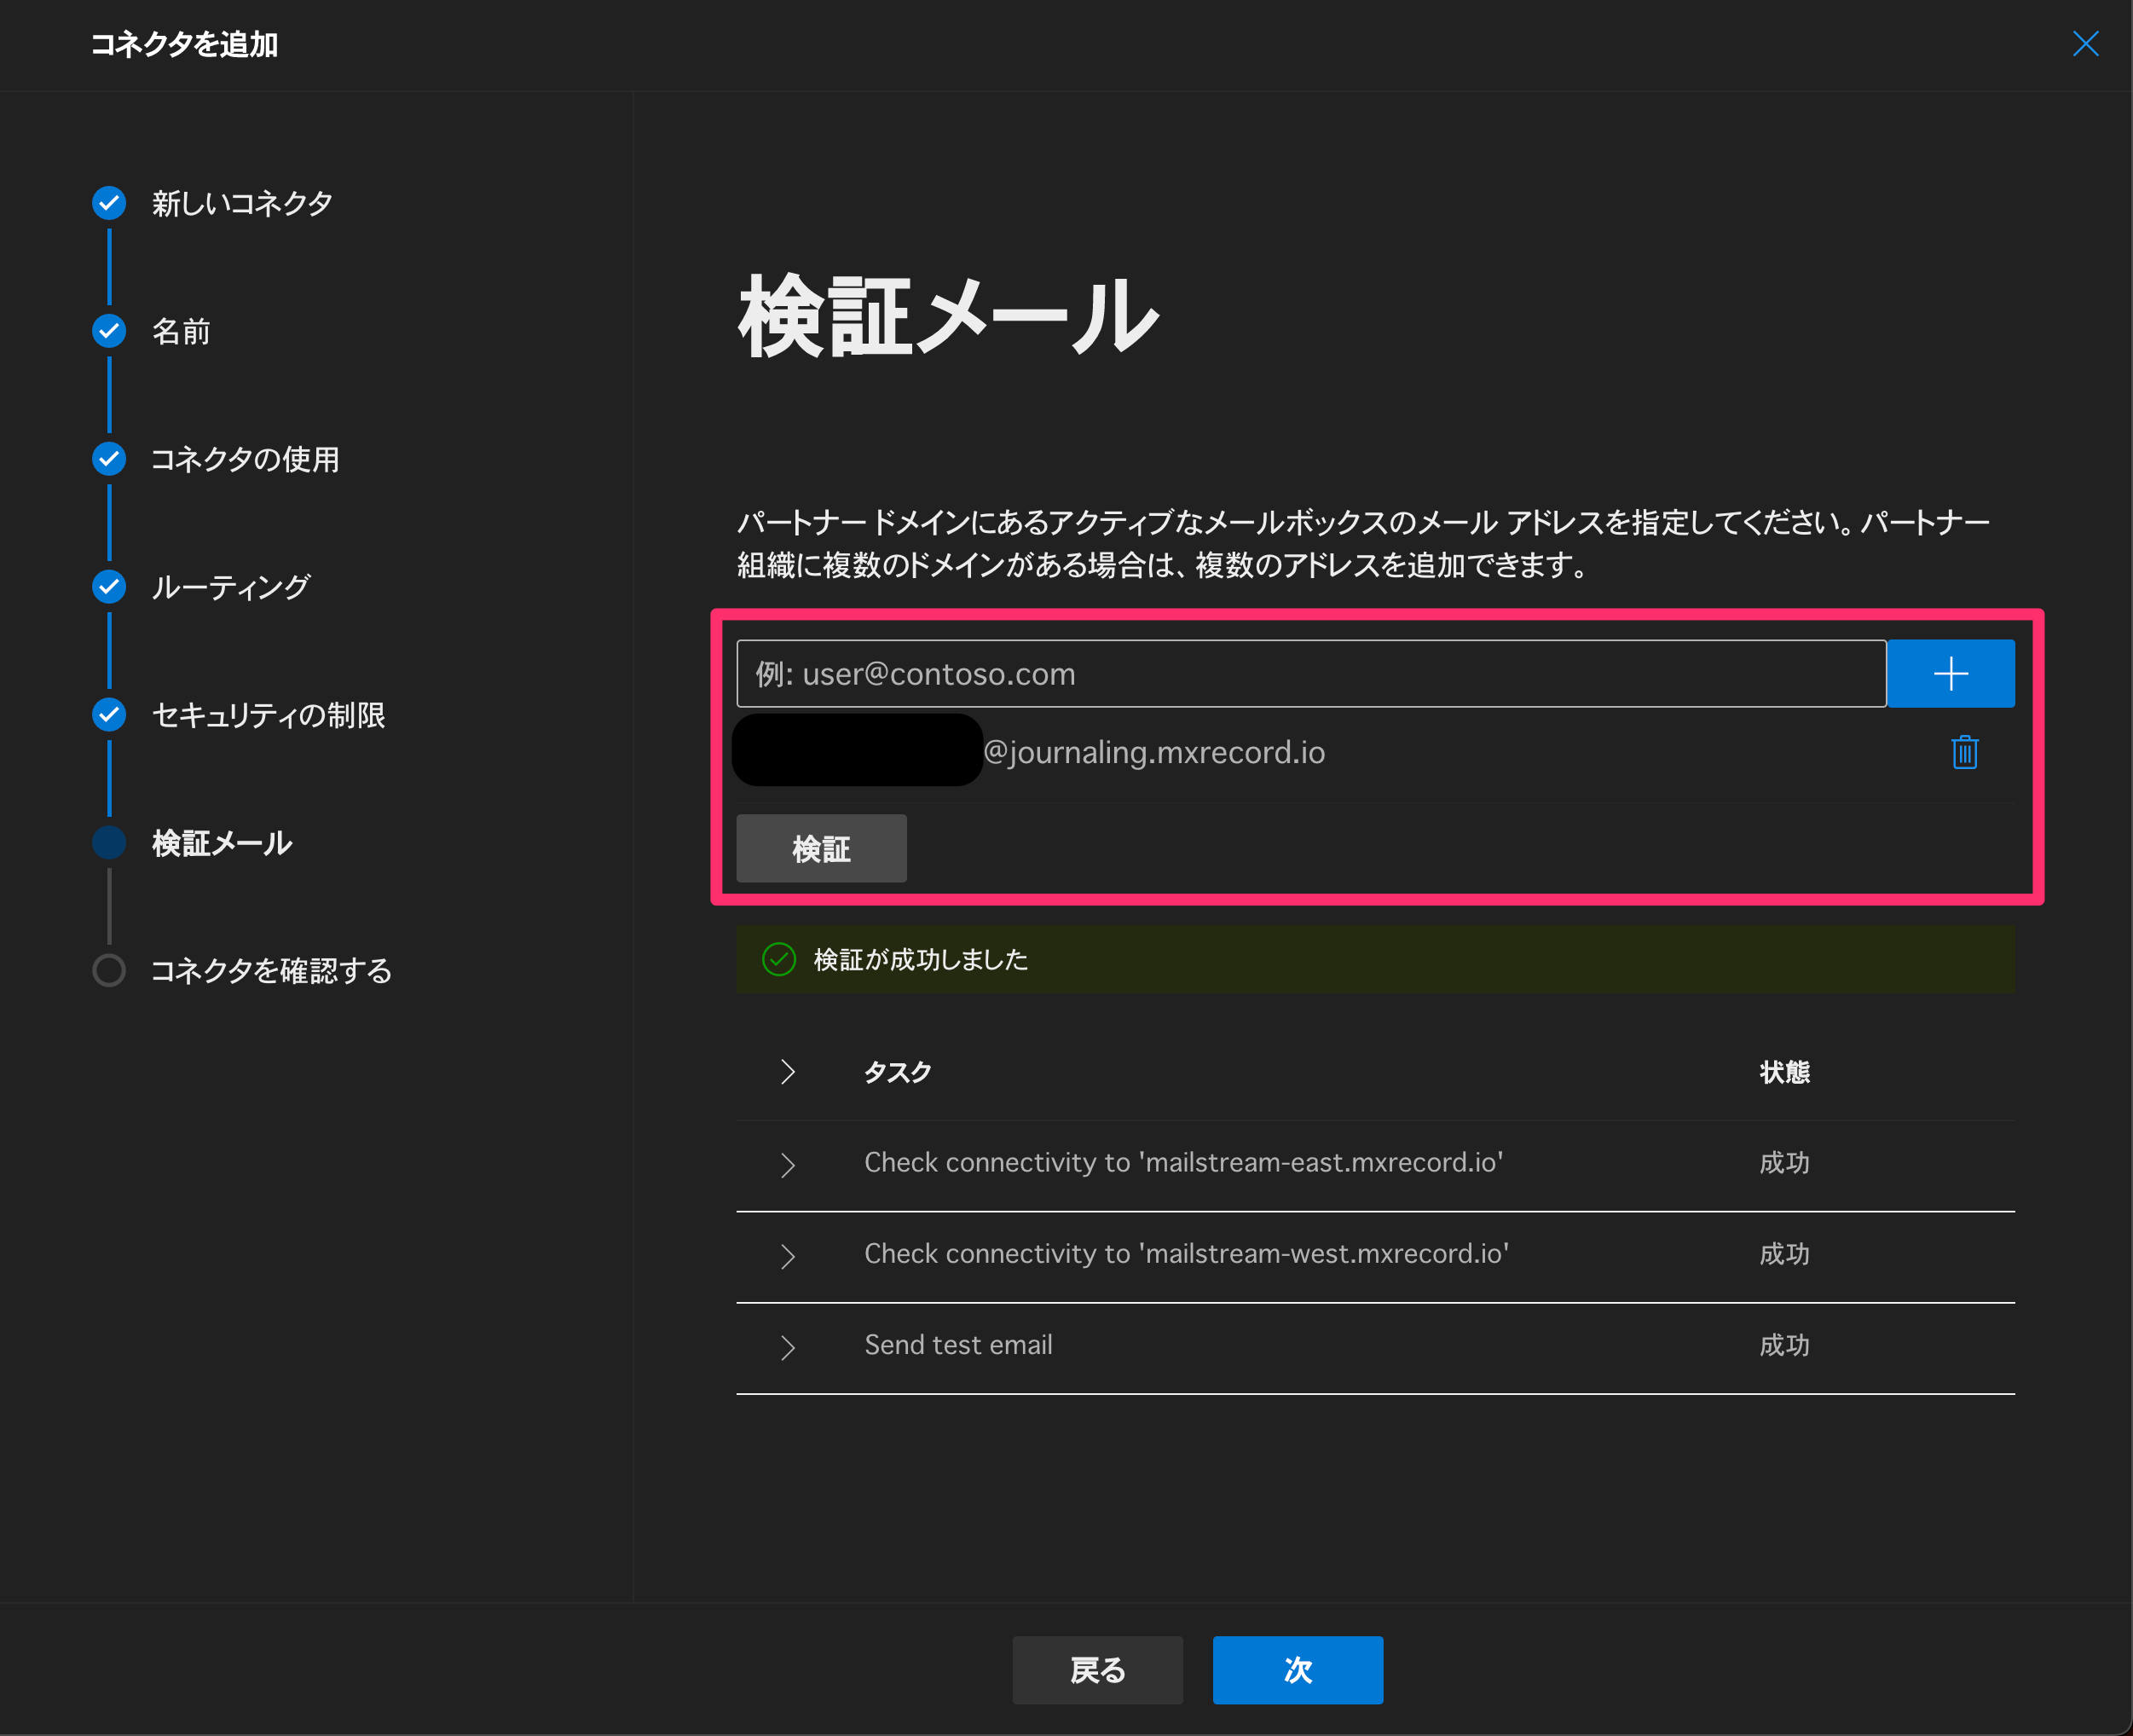 コネクタを追加
新しいコネクタ
名前
コネクタの使用
ルーティング
セキュリティの制限
検証メール
コネクタを確認する
検証メール
パートナー ドメインにあるアクティブなメールボックスのメール アドレスを指定してください。パートナー
組織に複数のドメインがある場合は、複数のアドレスを追加できます。
例: user@contoso.com
@journaling.mxrecord.io
検証
検証が成功しました
タスク 状態
Check connectivity to 'mailstream-east.mxrecord.io' 成功
Check connectivity to 'mailstream-west.mxrecord.io' 成功
Send test email 成功
戻る 次